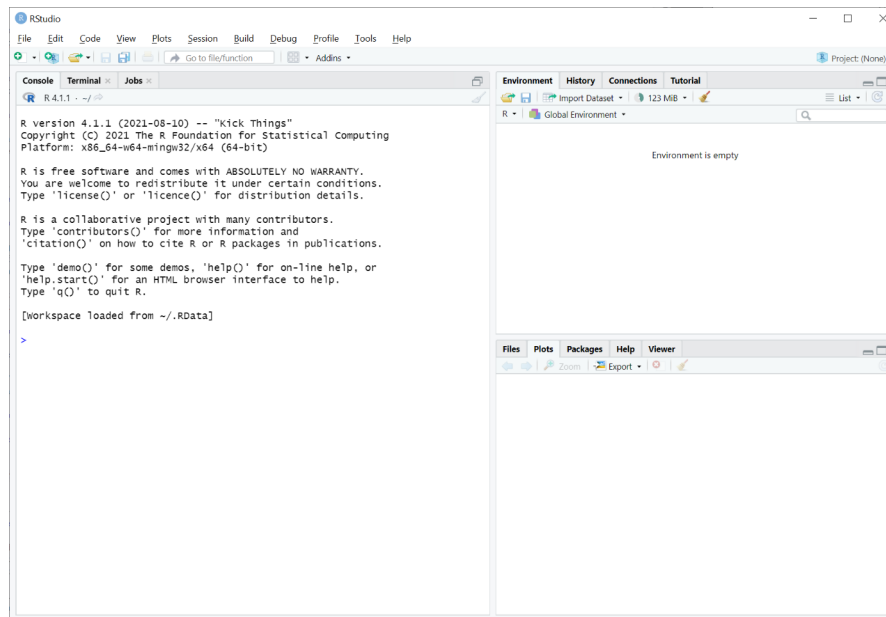 RStudio
File Edit Code View Plots Session Build Debug Profile Tools Help
Go to file/function Addins Project: (None)
Console Terminal Jobs
R 4.1.1 · ~/
R version 4.1.1 (2021-08-10) -- "Kick Things"
Copyright (C) 2021 The R Foundation for Statistical Computing
Platform: x86_64-w64-mingw32/x64 (64-bit)
R is free software and comes with ABSOLUTELY NO WARRANTY.
You are welcome to redistribute it under certain conditions.
Type 'license()' or 'licence()' for distribution details.
R is a collaborative project with many contributors.
Type 'contributors()' for more information and
'citation()' on how to cite R or R packages in publications.
Type 'demo()' for some demos, 'help()' for on-line help, or
'help.start()' for an HTML browser interface to help.
Type 'q()' to quit R.
[Workspace loaded from ~/.RData]
>
Environment History Connections Tutorial
Import Dataset 123 MiB List
R Global Environment
Environment is empty
Files Plots Packages Help Viewer
Zoom Export